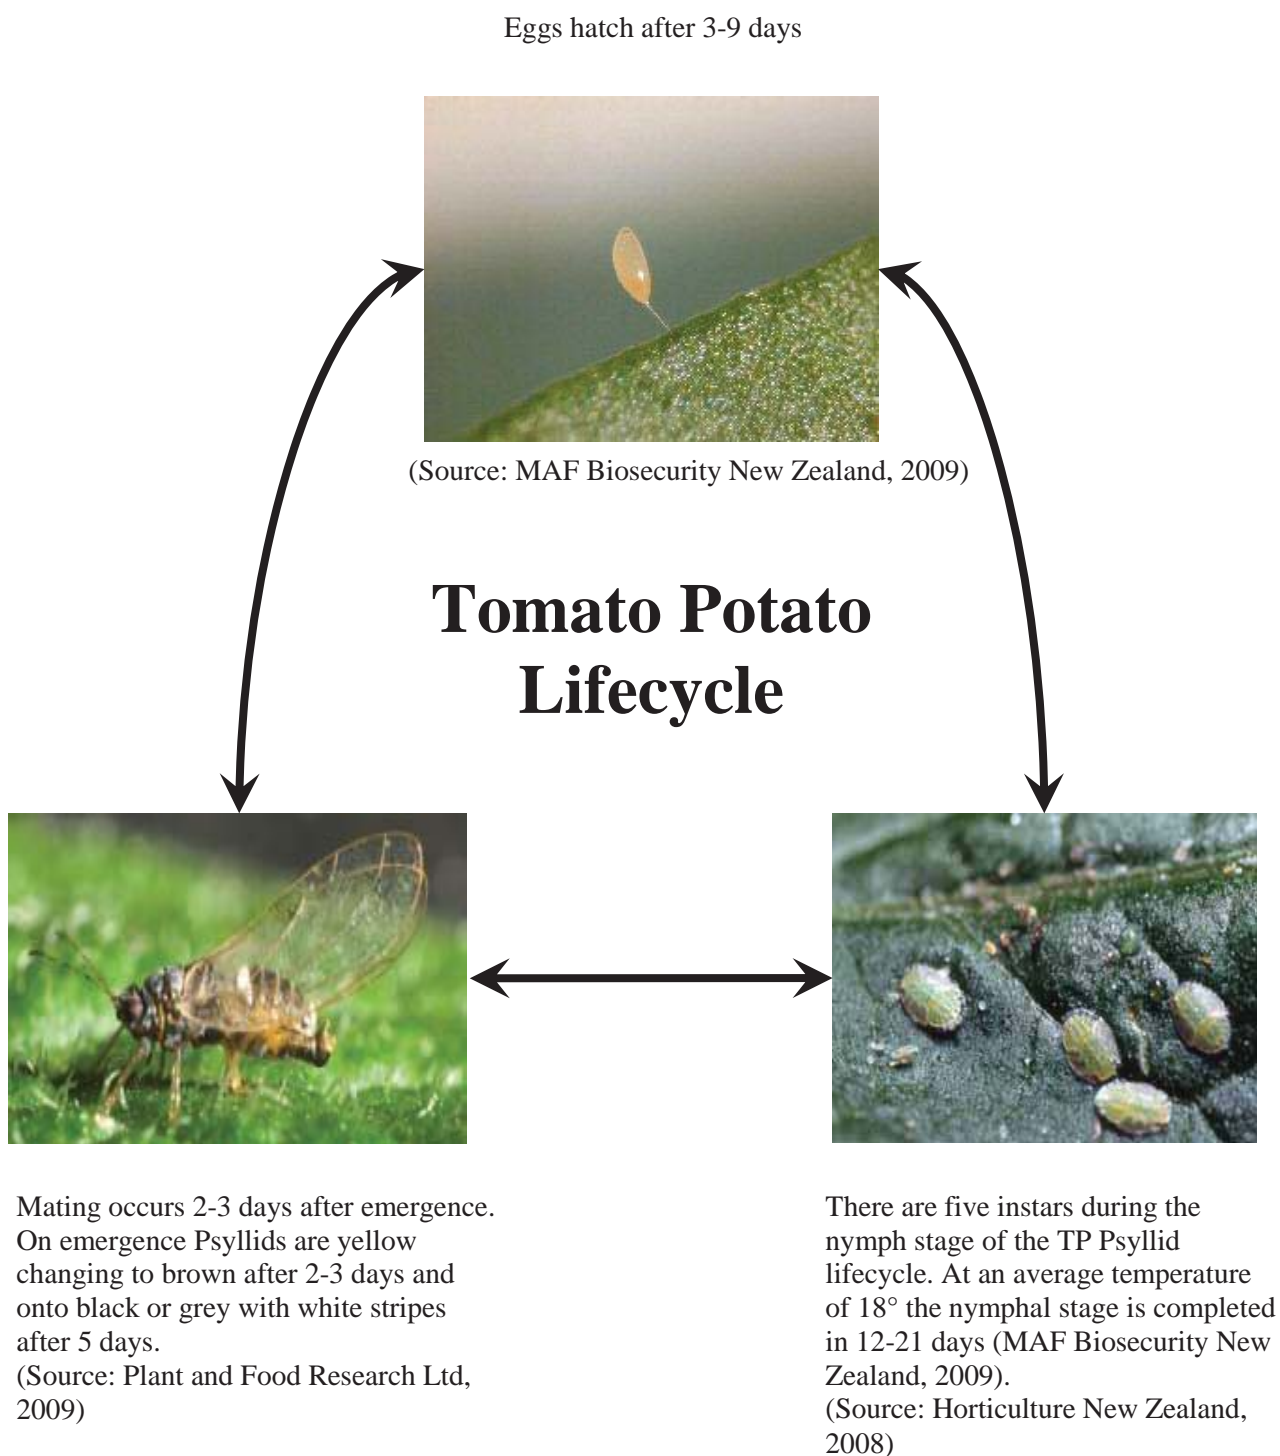 Eggs hatch after 3-9 days
(Source: MAF Biosecurity New Zealand, 2009)
Tomato Potato
Lifecycle
Mating occurs 2-3 days after emergence.
On emergence Psyllids are yellow
changing to brown after 2-3 days and
onto black or grey with white stripes
after 5 days.
(Source: Plant and Food Research Ltd,
2009)
There are five instars during the
nymph stage of the TP Psyllid
lifecycle. At an average temperature
of 18° the nymphal stage is completed
in 12-21 days (MAF Biosecurity New
Zealand, 2009).
(Source: Horticulture New Zealand,
2008)